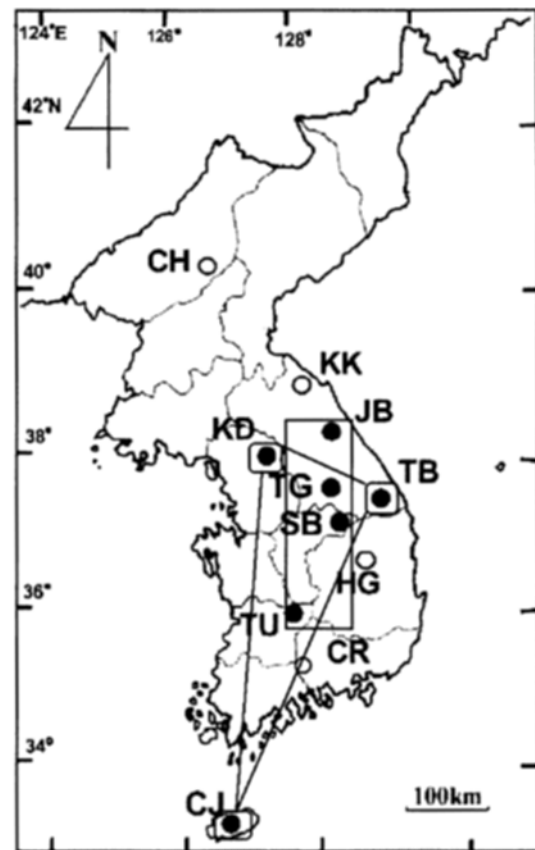 124°E
126°
128°
N
42°N
CH
40°
KK
JB
KD
38°
TB
TG
SB
HG
36°
TU
CR
34°
CJ
100km